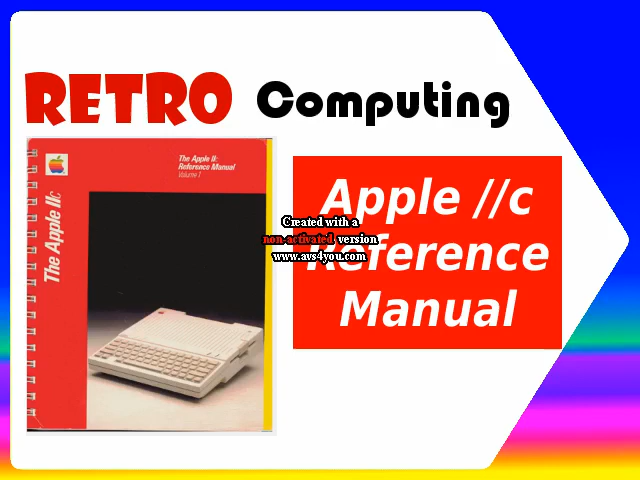 RETRO Computing
The Apple IIc
Reference Manual
Volume 1
The Apple IIc
Apple //c
Reference
Manual
Created with a
non-activated version
www.avs4you.com